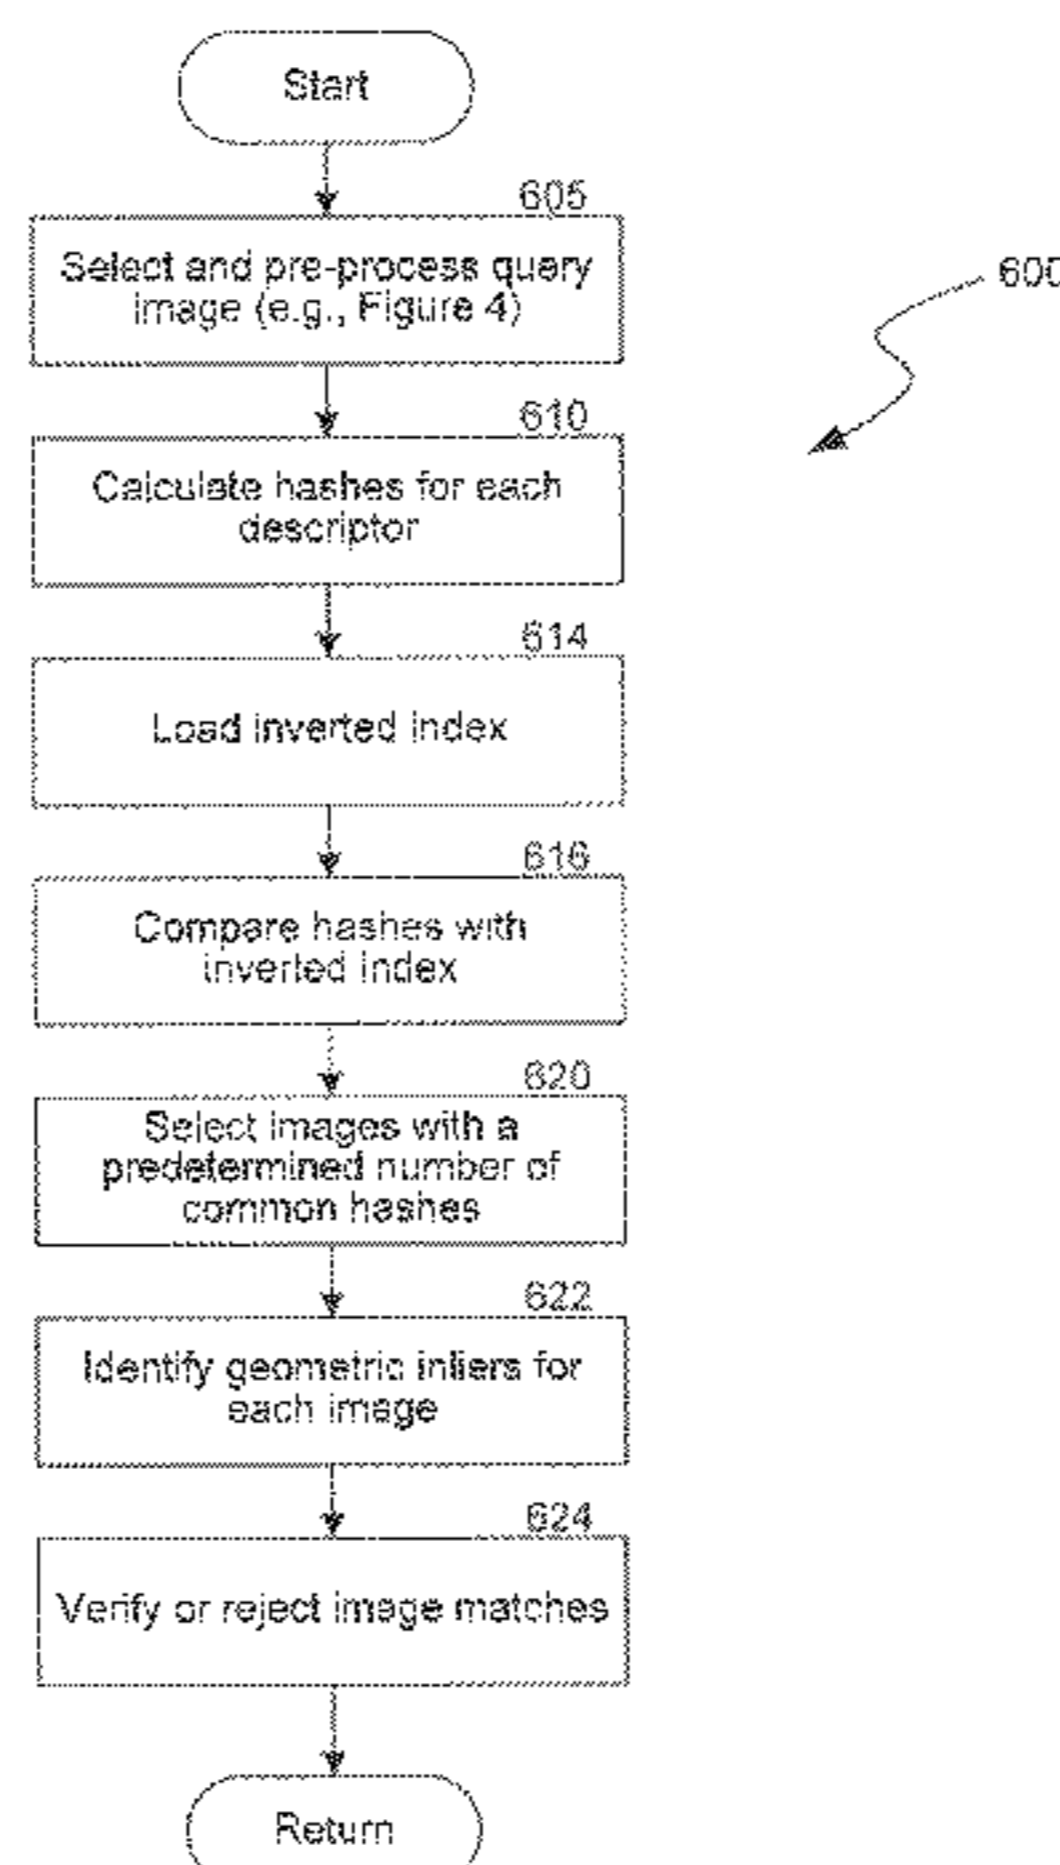 Start
605
Select and pre-process query
image (e.g., Figure 4)
600
610
Calculate hashes for each
descriptor
614
Load inverted index
616
Compare hashes with
inverted index
620
Select images with a
predetermined number of
common hashes
622
Identify geometric inliers for
each image
624
Verify or reject image matches
Return